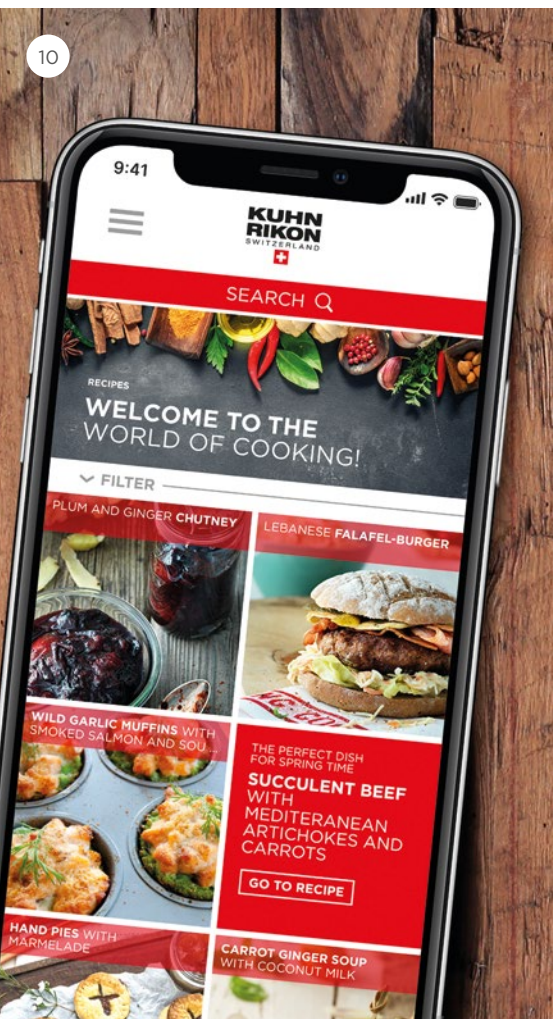 10
9:41
KUHN
RIKON
SWITZERLAND
SEARCH
RECIPES
WELCOME TO THE
WORLD OF COOKING!
FILTER
PLUM AND GINGER CHUTNEY
LEBANESE FALAFEL-BURGER
WILD GARLIC MUFFINS WITH
SMOKED SALMON AND SOU ...
THE PERFECT DISH
FOR SPRING TIME
SUCCULENT BEEF
WITH
MEDITERANEAN
ARTICHOKES AND
CARROTS
GO TO RECIPE
HAND PIES WITH
MARMELADE
CARROT GINGER SOUP
WITH COCONUT MILK